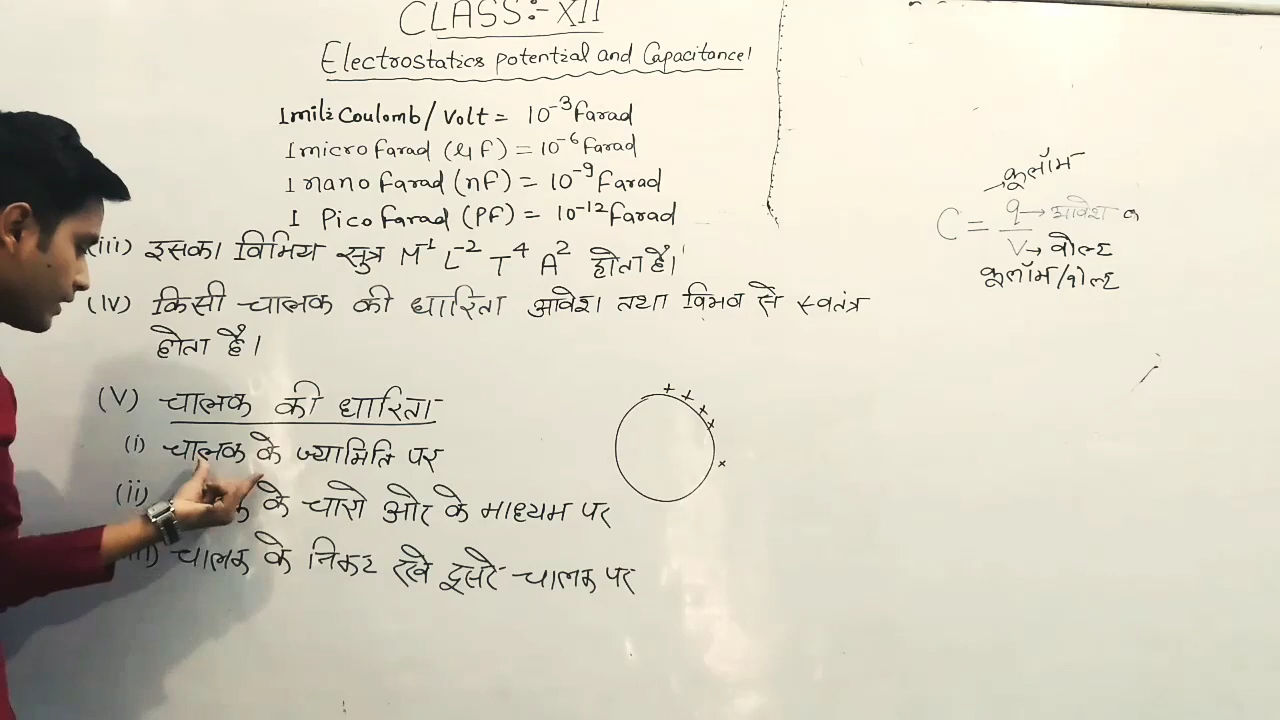 CLASS:- XII
Electrostatics potential and Capacitance
1 mili Coulomb / Volt = 10⁻³ Farad
1 micro farad (μF) = 10⁻⁶ Farad
1 nano farad (nF) = 10⁻⁹ Farad
1 Pico Farad (PF) = 10⁻¹² Farad
(iii) इसका विमिय सुत्र M⁻¹ L⁻² T⁴ A² होता है।
(iv) किसी चालक की धारिता आवेश तथा विभव से स्वतंत्र
होता है।
(V) चालक की धारिता
(i) चालक के ज्यामिति पर
(ii) के चारो ओर के माध्यम पर
चालक के निकट रखे दूसरे चालक पर
+ + + +
→ कूलॉम
C = q → आवेश
V → वोल्ट
कूलॉम/वोल्ट